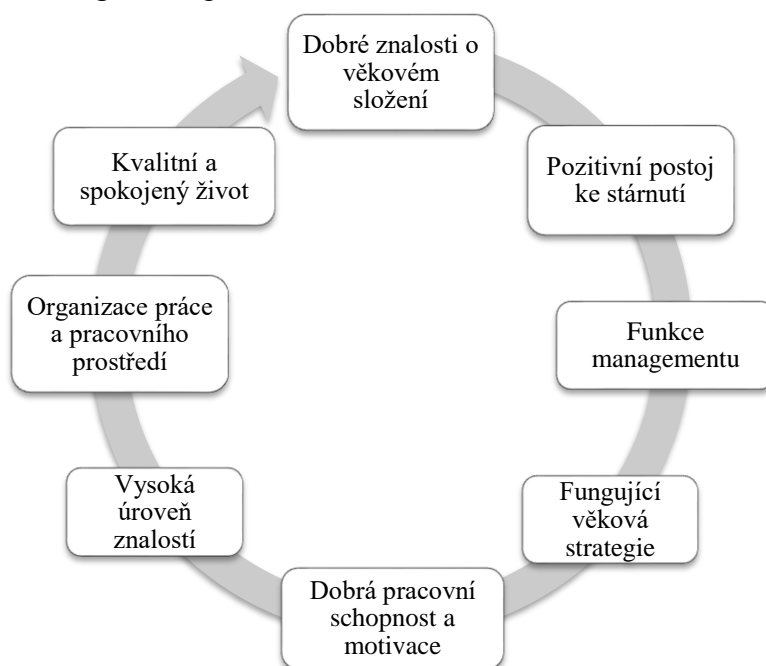 Dobré znalosti o
věkovém
složení
Pozitivní postoj
ke stárnutí
Funkce
managementu
Fungující
věková
strategie
Dobrá pracovní
schopnost a
motivace
Vysoká
úroveň
znalostí
Organizace práce
a pracovního
prostředí
Kvalitní a
spokojený život